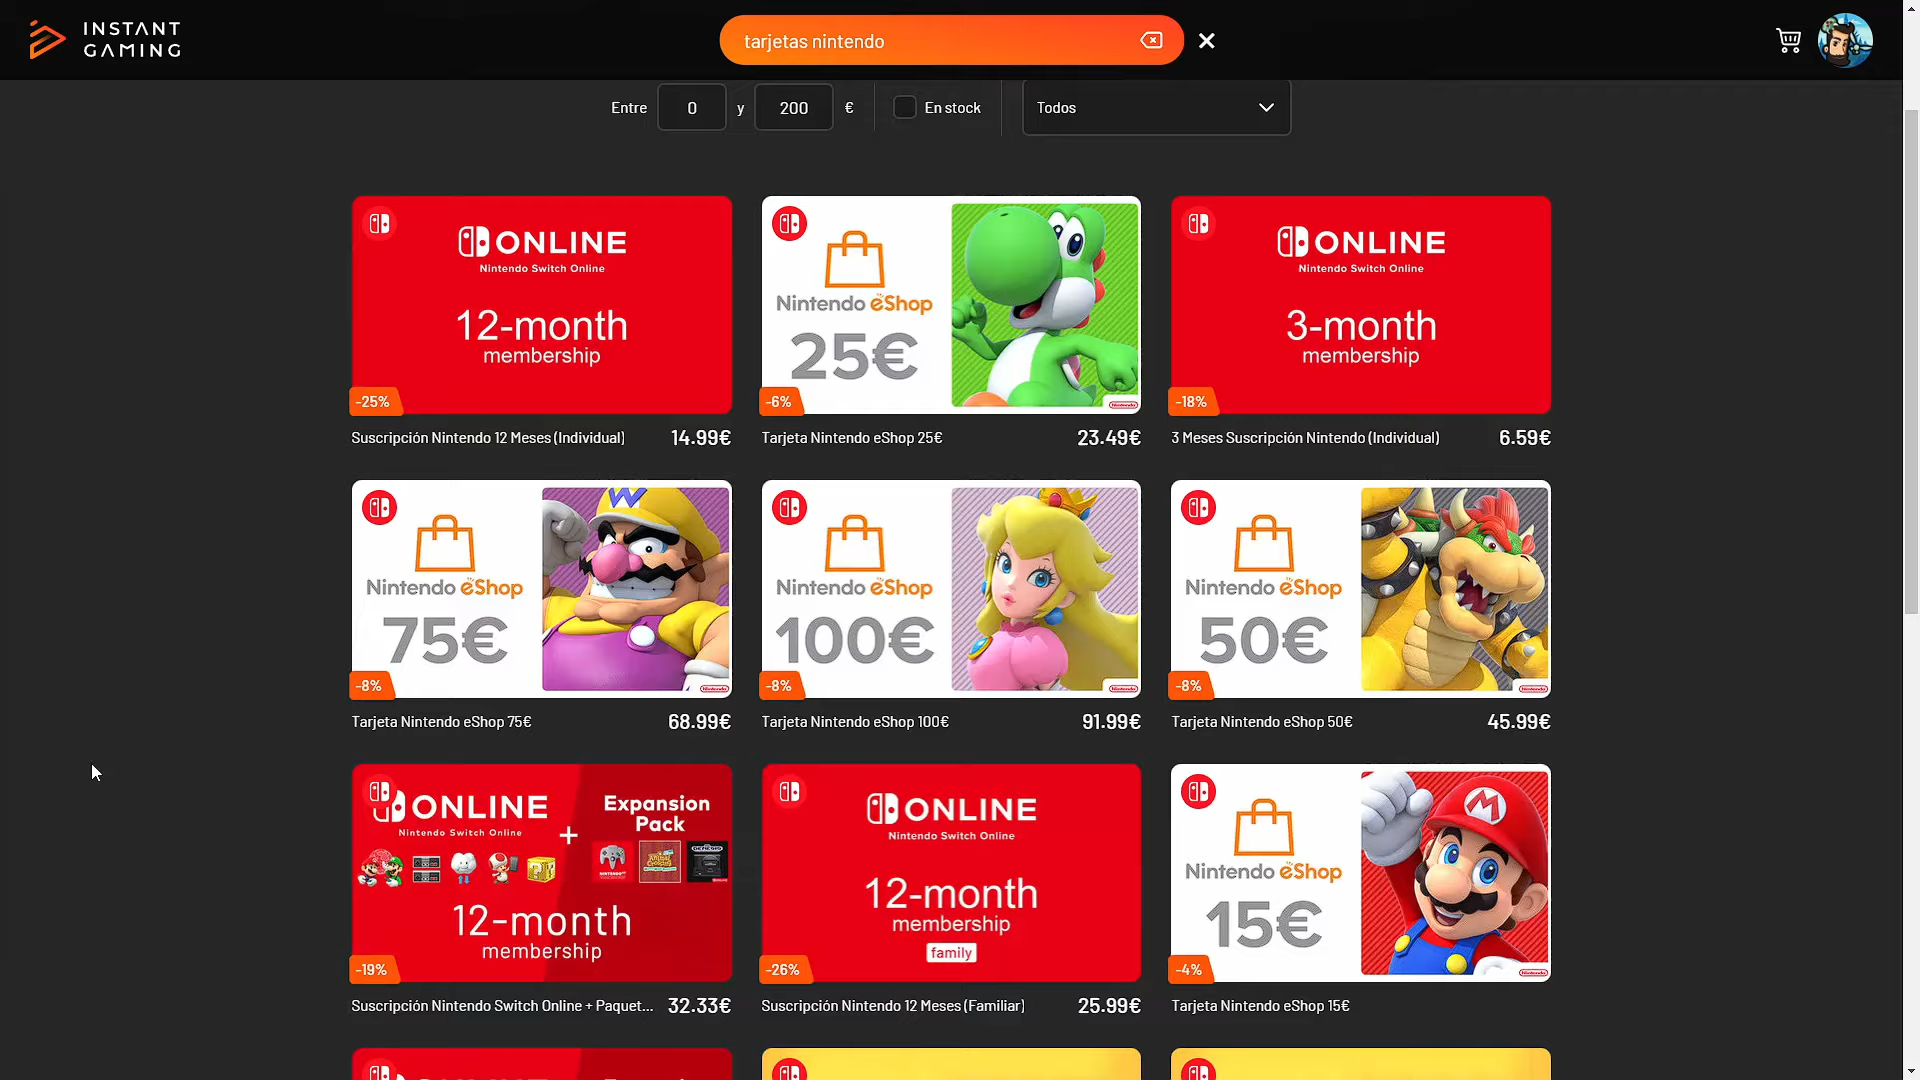 INSTANT
GAMING
tarjetas nintendo
Entre 0 y 200 € En stock Todos
ONLINE
Nintendo Switch Online
12-month
membership
-25%
Suscripción Nintendo 12 Meses (Individual) 14.99€
Nintendo eShop
25€
Nintendo
-6%
Tarjeta Nintendo eShop 25€ 23.49€
ONLINE
Nintendo Switch Online
3-month
membership
-18%
3 Meses Suscripción Nintendo (Individual) 6.59€
Nintendo eShop
75€
Nintendo
-8%
Tarjeta Nintendo eShop 75€ 68.99€
Nintendo eShop
100€
Nintendo
-8%
Tarjeta Nintendo eShop 100€ 91.99€
Nintendo eShop
50€
Nintendo
-8%
Tarjeta Nintendo eShop 50€ 45.99€
ONLINE
Nintendo Switch Online
+
Expansion
Pack
12-month
membership
-19%
Suscripción Nintendo Switch Online + Paquet... 32.33€
ONLINE
Nintendo Switch Online
12-month
membership
family
-26%
Suscripción Nintendo 12 Meses (Familiar) 25.99€
Nintendo eShop
15€
Nintendo
-4%
Tarjeta Nintendo eShop 15€